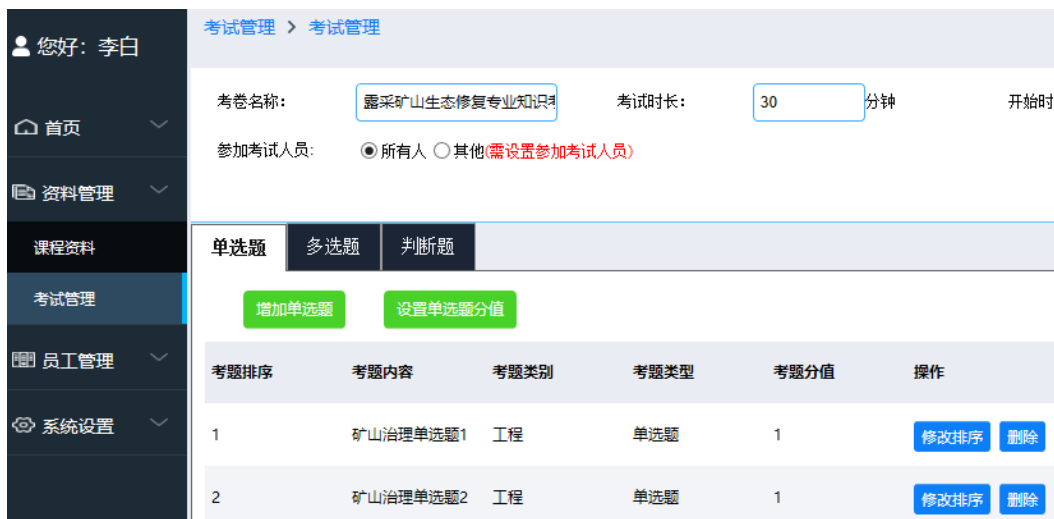 您好：李白
首页
资料管理
课程资料
考试管理
员工管理
系统设置
考试管理 > 考试管理
考卷名称： 露采矿山生态修复专业知识 考试时长： 30 分钟 开始时
参加考试人员: 所有人 其他(需设置参加考试人员)
单选题 多选题 判断题
增加单选题 设置单选题分值
考题排序 考题内容 考题类别 考题类型 考题分值 操作
1 矿山治理单选题1 工程 单选题 1 修改排序 删除
2 矿山治理单选题2 工程 单选题 1 修改排序 删除